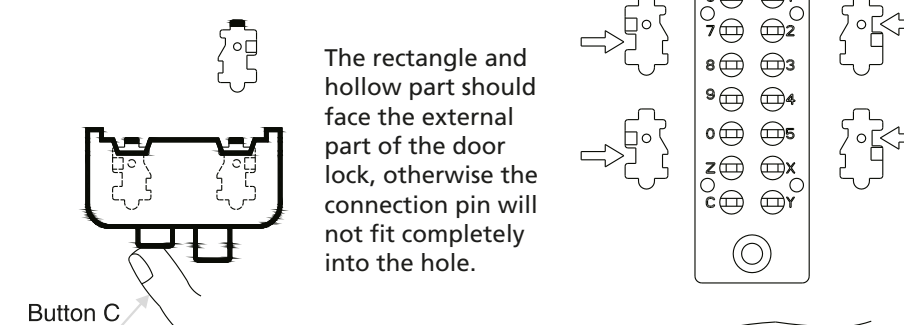 The rectangle and
hollow part should
face the external
part of the door
lock, otherwise the
connection pin will
not fit completely
into the hole.
Button C
7 2
8 3
9 4
0 5
Z X
C Y